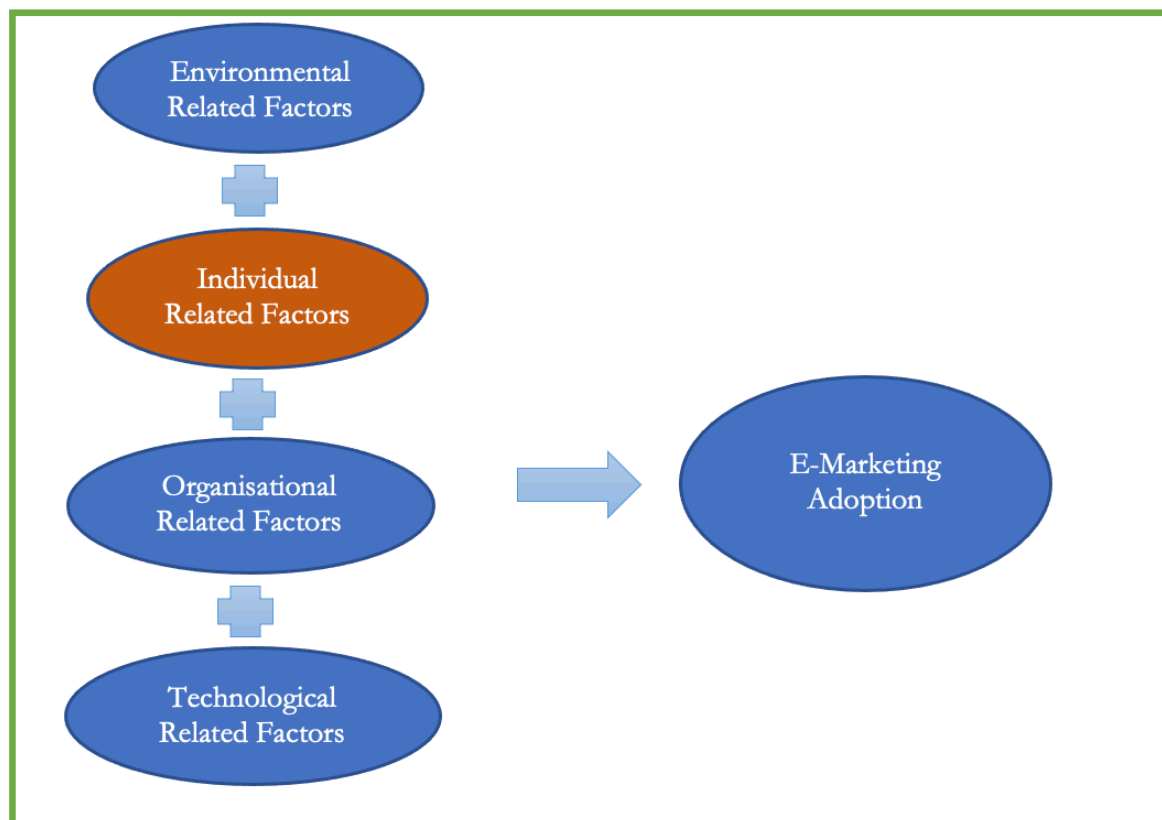 Environmental
Related Factors
Individual
Related Factors
Organisational
Related Factors
E-Marketing
Adoption
Technological
Related Factors